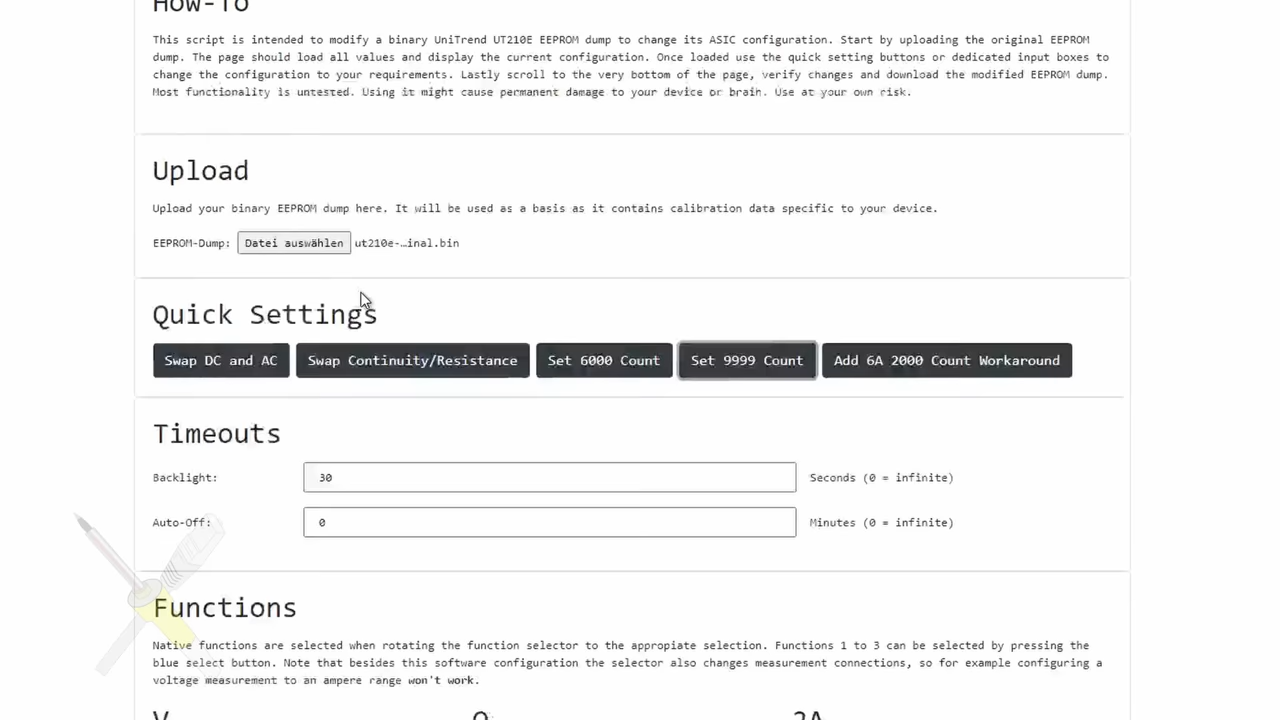 How-To
This script is intended to modify a binary UniTrend UT210E EEPROM dump to change its ASIC configuration. Start by uploading the original EEPROM
dump. The page should load all values and display the current configuration. Once loaded use the quick setting buttons or dedicated input boxes to
change the configuration to your requirements. Lastly scroll to the very bottom of the page, verify changes and download the modified EEPROM dump.
Most functionality is untested. Using it might cause permanent damage to your device or brain. Use at your own risk.
Upload
Upload your binary EEPROM dump here. It will be used as a basis as it contains calibration data specific to your device.
EEPROM-Dump: Datei auswählen ut210e-…inal.bin
Quick Settings
Swap DC and AC Swap Continuity/Resistance Set 6000 Count Set 9999 Count Add 6A 2000 Count Workaround
Timeouts
Backlight: 30 Seconds (0 = infinite)
Auto-Off: 0 Minutes (0 = infinite)
Functions
Native functions are selected when rotating the function selector to the appropiate selection. Functions 1 to 3 can be selected by pressing the
blue select button. Note that besides this software configuration the selector also changes measurement connections, so for example configuring a
voltage measurement to an ampere range won't work.